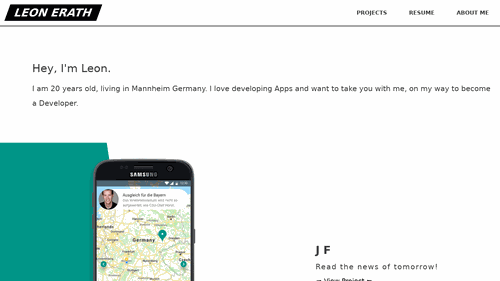 LEON ERATH
PROJECTS RESUME ABOUT ME
Hey, I'm Leon.
I am 20 years old, living in Mannheim Germany. I love developing Apps and want to take you with me, on my way to become
a Developer.
SAMSUNG
Ausgleich für die Bayern
Germany
J F
Read the news of tomorrow!
View Project